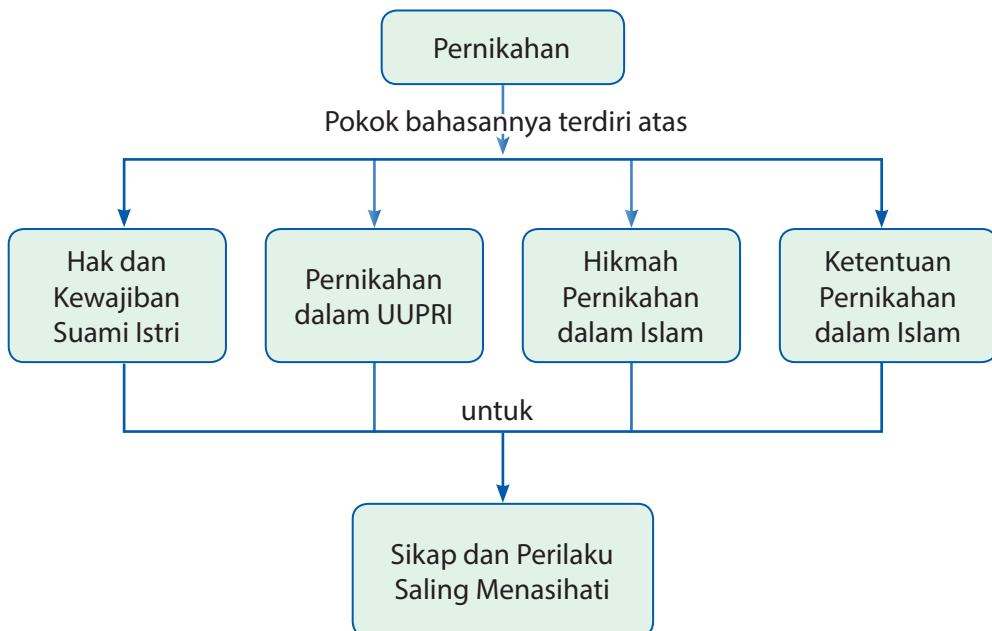 Pernikahan
Pokok bahasannya terdiri atas
Hak dan
Kewajiban
Suami Istri
Pernikahan
dalam UUPRI
Hikmah
Pernikahan
dalam Islam
Ketentuan
Pernikahan
dalam Islam
untuk
Sikap dan Perilaku
Saling Menasihati